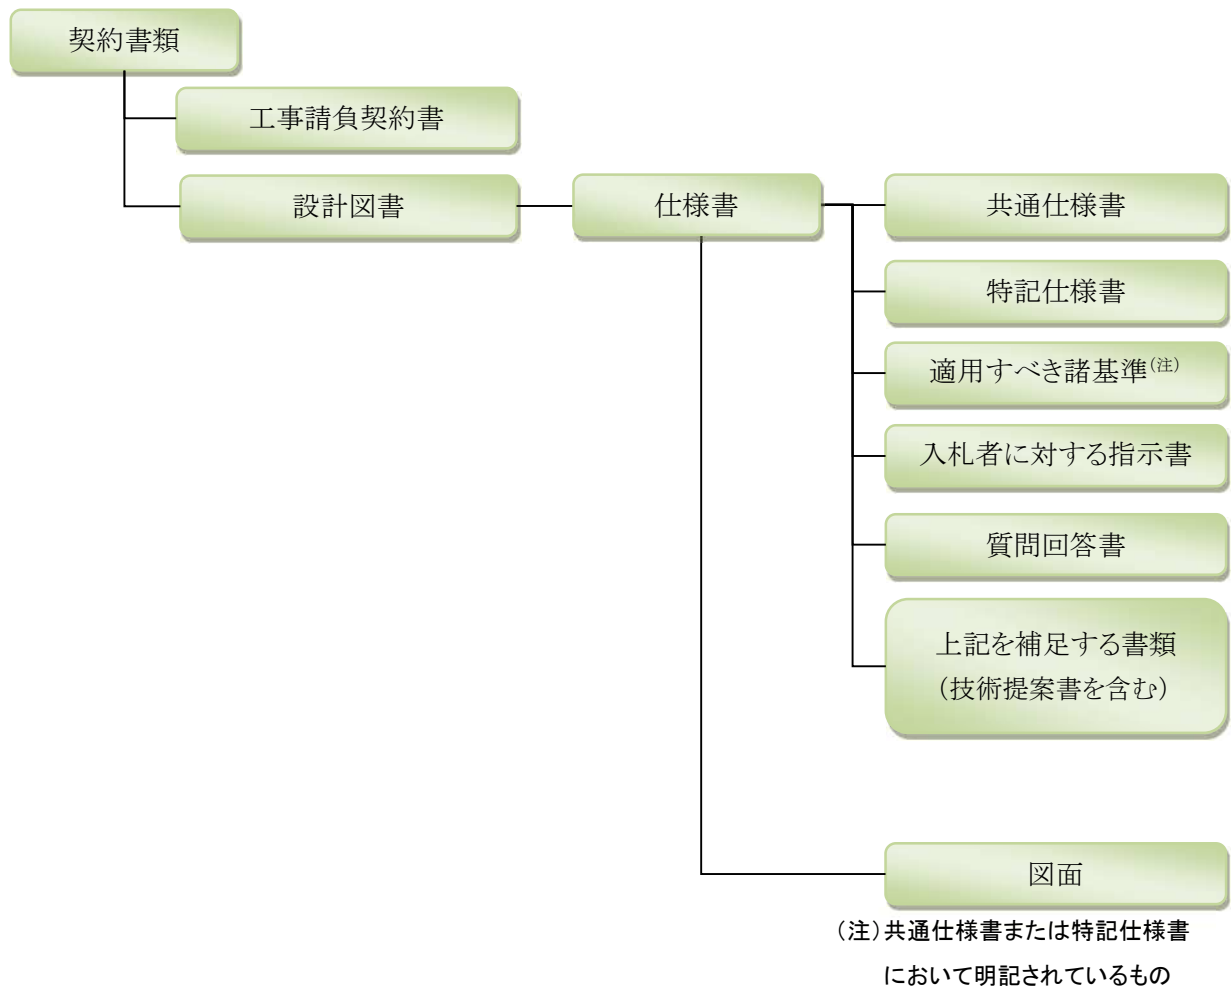 契約書類
工事請負契約書
設計図書
仕様書
共通仕様書
特記仕様書
適用すべき諸基準(注)
入札者に対する指示書
質問回答書
上記を補足する書類
(技術提案書を含む)
図面
(注)共通仕様書または特記仕様書
において明記されているもの